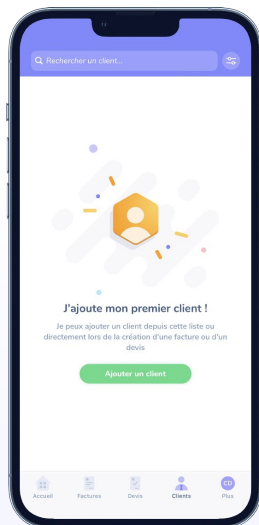 Rechercher un client...
J'ajoute mon premier client !
Je peux ajouter un client depuis cette liste ou
directement lors de la création d'une facture ou d'un
devis
Ajouter un client
Accueil
Factures
Devis
Clients
CD
Plus